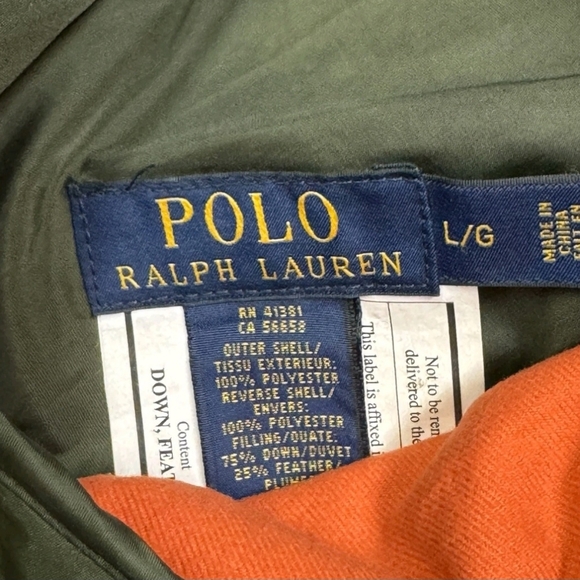 POLO
RALPH LAUREN
L/G
MADE IN
CHINA
RN 41381
CA 56658
OUTER SHELL/
TISSU EXTERIEUR:
100% POLYESTER
REVERSE SHELL/
ENVERS:
100% POLYESTER
FILLING/OUATE:
75% DOWN/DUVET
25% FEATHER/
Content
DOWN, FEAT
This label is affixed
Not to be rem
delivered to the